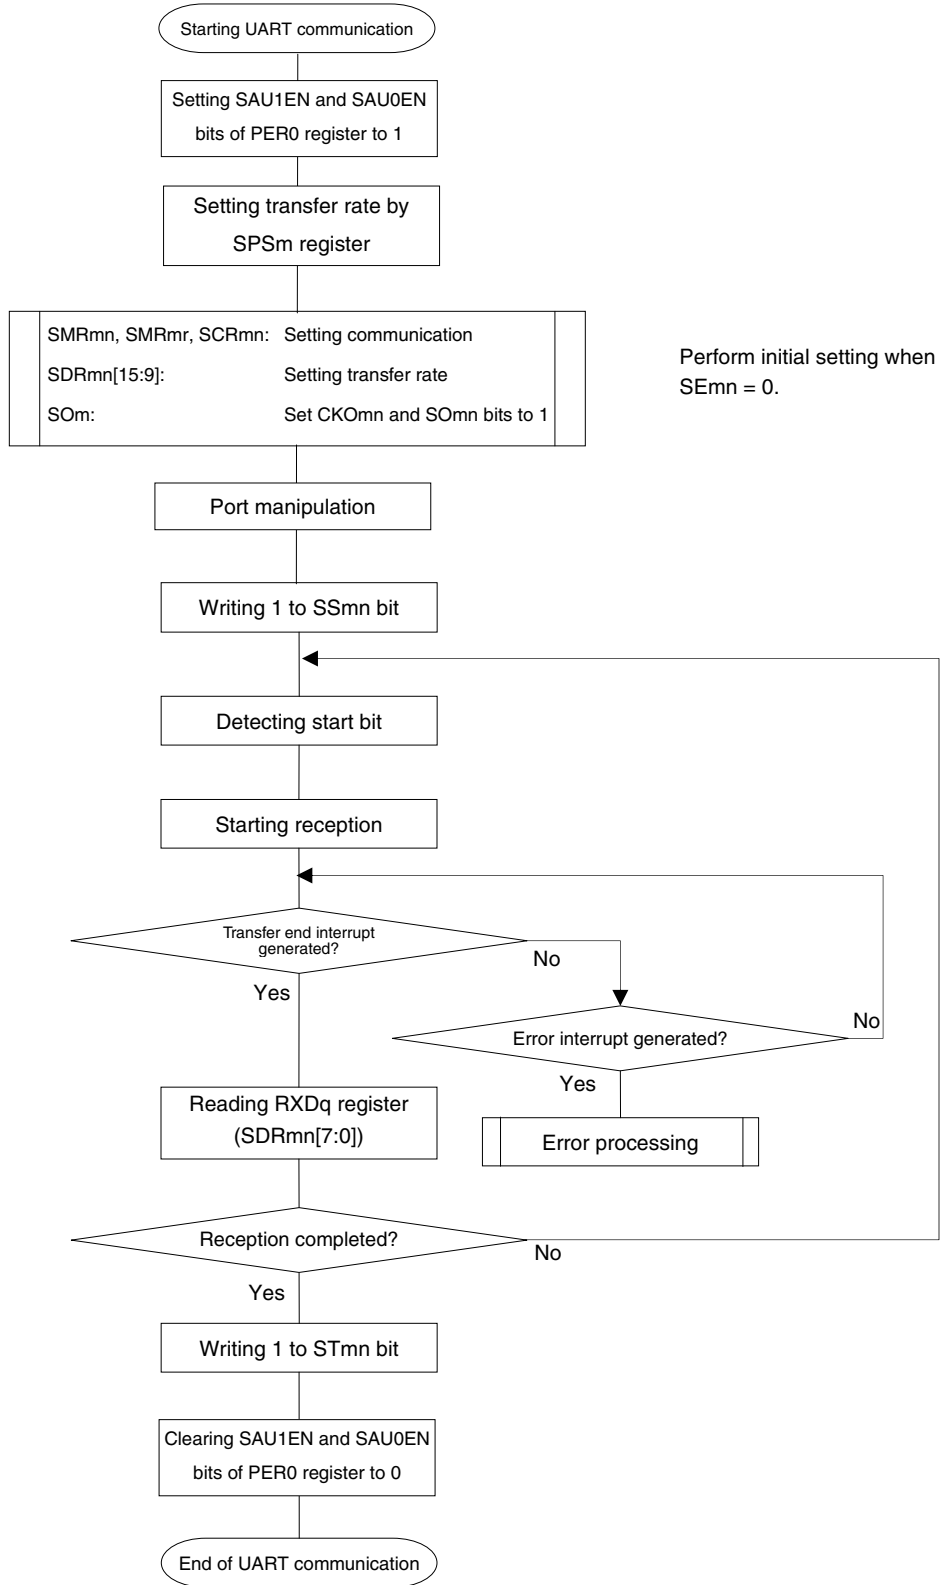 Starting UART communication
Setting SAU1EN and SAU0EN
bits of PER0 register to 1
Setting transfer rate by
SPSm register
SMRmn, SMRmr, SCRmn: Setting communication
SDRmn[15:9]: Setting transfer rate
SOm: Set CKOmn and SOmn bits to 1
Perform initial setting when
SEmn = 0.
Port manipulation
Writing 1 to SSmn bit
Detecting start bit
Starting reception
Transfer end interrupt
generated?
No
Yes
Error interrupt generated?
No
Yes
Reading RXDq register
(SDRmn[7:0])
Error processing
Reception completed?
No
Yes
Writing 1 to STmn bit
Clearing SAU1EN and SAU0EN
bits of PER0 register to 0
End of UART communication